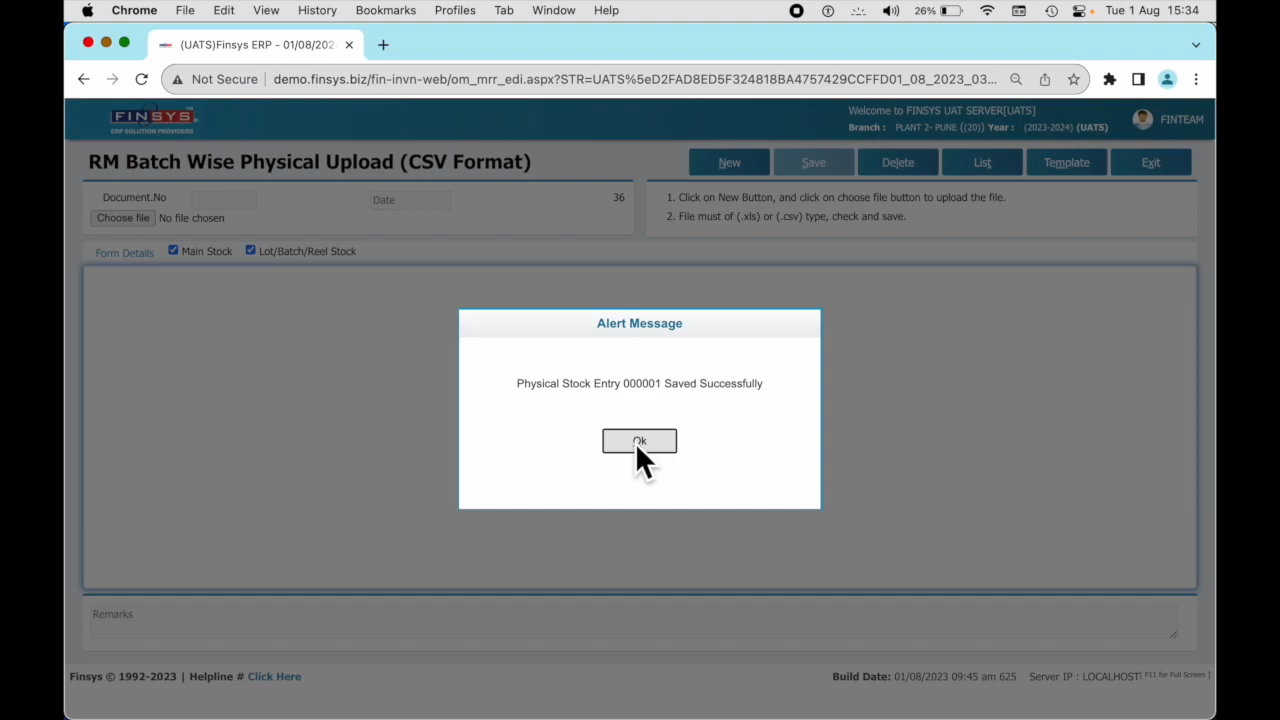 Chrome File Edit View History Bookmarks Profiles Tab Window Help 26% Tue 1 Aug 15:34
(UATS)Finsys ERP - 01/08/202
Not Secure demo.finsys.biz/fin-invn-web/om_mrr_edi.aspx?STR=UATS%5eD2FAD8ED5F324818BA4757429CCFFD01_08_2023_03...
FINSYS
ERP SOLUTION PROVIDERS
Welcome to FINSYS UAT SERVER[UATS]
Branch : PLANT 2- PUNE ((20)) Year : (2023-2024) (UATS)
FINTEAM
RM Batch Wise Physical Upload (CSV Format)
New Save Delete List Template Exit
Document.No Date 36
Choose file No file chosen
1. Click on New Button, and click on choose file button to upload the file.
2. File must of (.xls) or (.csv) type, check and save.
Form Details Main Stock Lot/Batch/Reel Stock
Alert Message
Physical Stock Entry 000001 Saved Successfully
Ok
Remarks
Finsys © 1992-2023 | Helpline # Click Here
Build Date: 01/08/2023 09:45 am 625 Server IP : LOCALHOST [ F11 for Full Screen ]